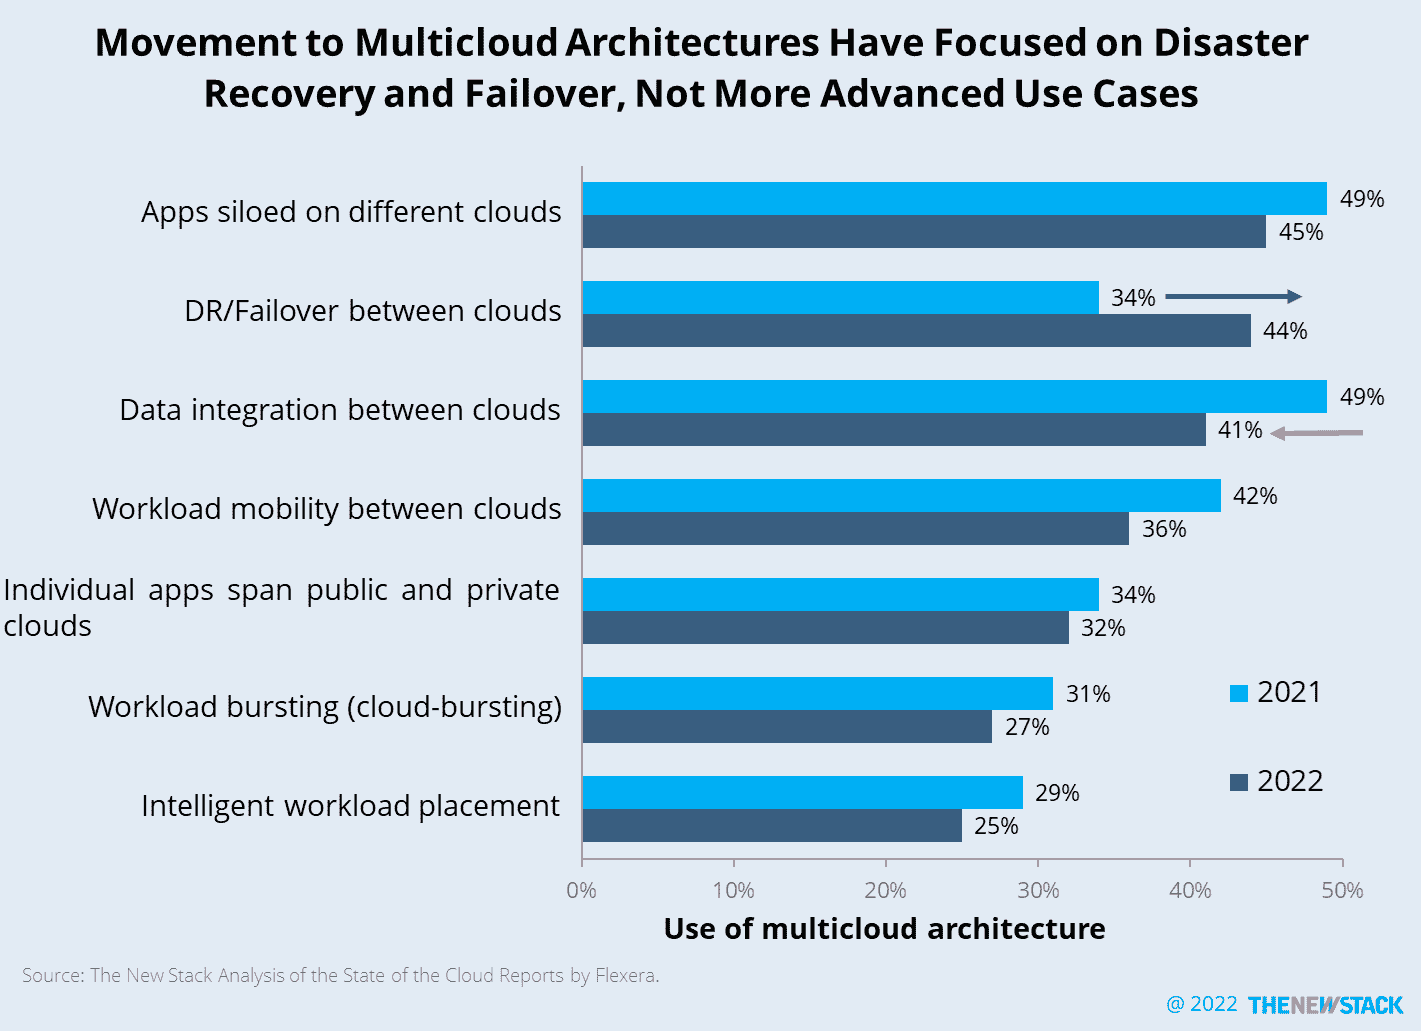 Movement to Multicloud Architectures Have Focused on Disaster
Recovery and Failover, Not More Advanced Use Cases
Apps siloed on different clouds
49%
45%
DR/Failover between clouds
34%
44%
Data integration between clouds
49%
41%
Workload mobility between clouds
42%
36%
Individual apps span public and private
clouds
34%
32%
Workload bursting (cloud-bursting)
31%
27%
Intelligent workload placement
29%
25%
2021
2022
0% 10% 20% 30% 40% 50%
Use of multicloud architecture
Source: The New Stack Analysis of the State of the Cloud Reports by Flexera.
@ 2022 THENEWSTACK